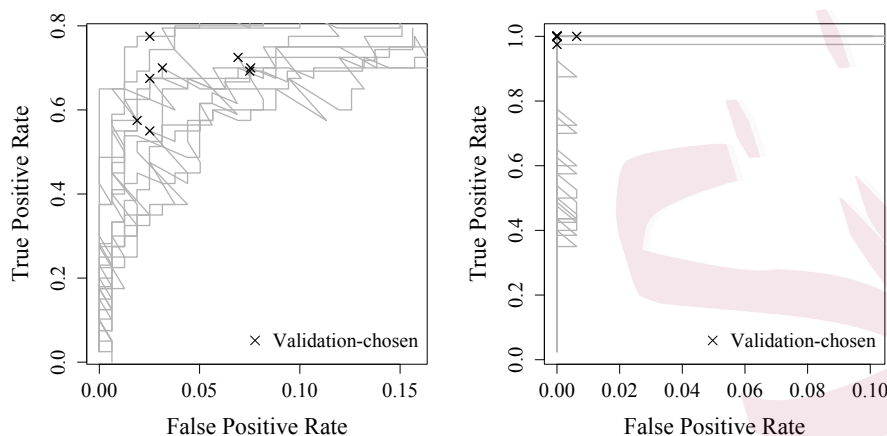 0.8
0.6
0.4
0.2
0.0
True Positive Rate
× Validation-chosen
0.00 0.05 0.10 0.15
False Positive Rate
1.0
0.8
0.6
0.4
0.2
0.0
True Positive Rate
× Validation-chosen
0.00 0.02 0.04 0.06 0.08 0.10
False Positive Rate